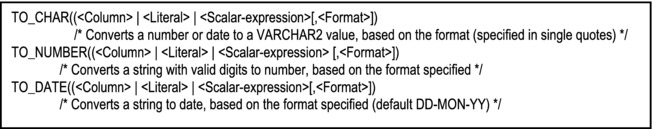 TO_CHAR((<Column> | <Literal> | <Scalar-expression>[,<Format>])
/* Converts a number or date to a VARCHAR2 value, based on the format (specified in single quotes) */
TO_NUMBER((<Column> | <Literal> | <Scalar-expression> [,<Format>])
/* Converts a string with valid digits to number, based on the format specified */
TO_DATE((<Column> | <Literal> | <Scalar-expression>[,<Format>])
/* Converts a string to date, based on the format specified (default DD-MON-YY) */